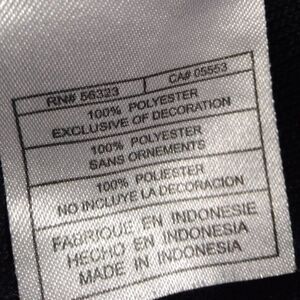 RN# 56323 CA# 05553
100% POLYESTER
EXCLUSIVE OF DECORATION
100% POLYESTER
SANS ORNEMENTS
100% POLIESTER
NO INCLUYE LA DECORACION
FABRIQUE EN INDONESIE
HECHO EN INDONESIA
MADE IN INDONESIA